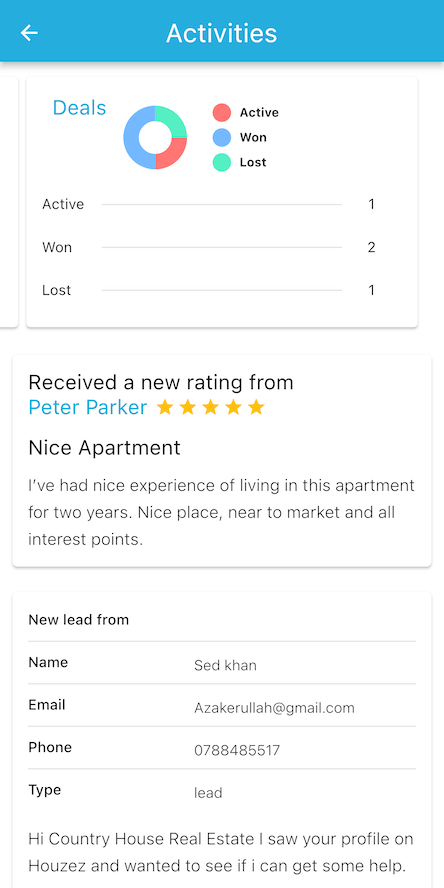 Activities
Deals
Active
Won
Lost
Active 1
Won 2
Lost 1
Received a new rating from
Peter Parker
Nice Apartment
I’ve had nice experience of living in this apartment
for two years. Nice place, near to market and all
interest points.
New lead from
Name Sed khan
Email Azakerullah@gmail.com
Phone 0788485517
Type lead
Hi Country House Real Estate I saw your profile on
Houzez and wanted to see if i can get some help.